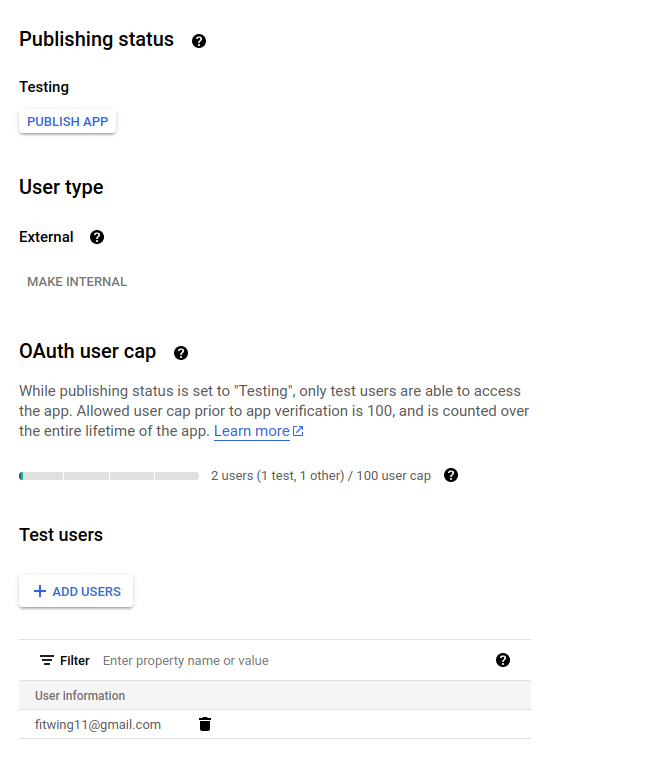 Publishing status
Testing
PUBLISH APP
User type
External
MAKE INTERNAL
OAuth user cap
While publishing status is set to "Testing", only test users are able to access
the app. Allowed user cap prior to app verification is 100, and is counted over
the entire lifetime of the app. Learn more
2 users (1 test, 1 other) / 100 user cap
Test users
+ ADD USERS
Filter Enter property name or value
User information
fitwing11@gmail.com